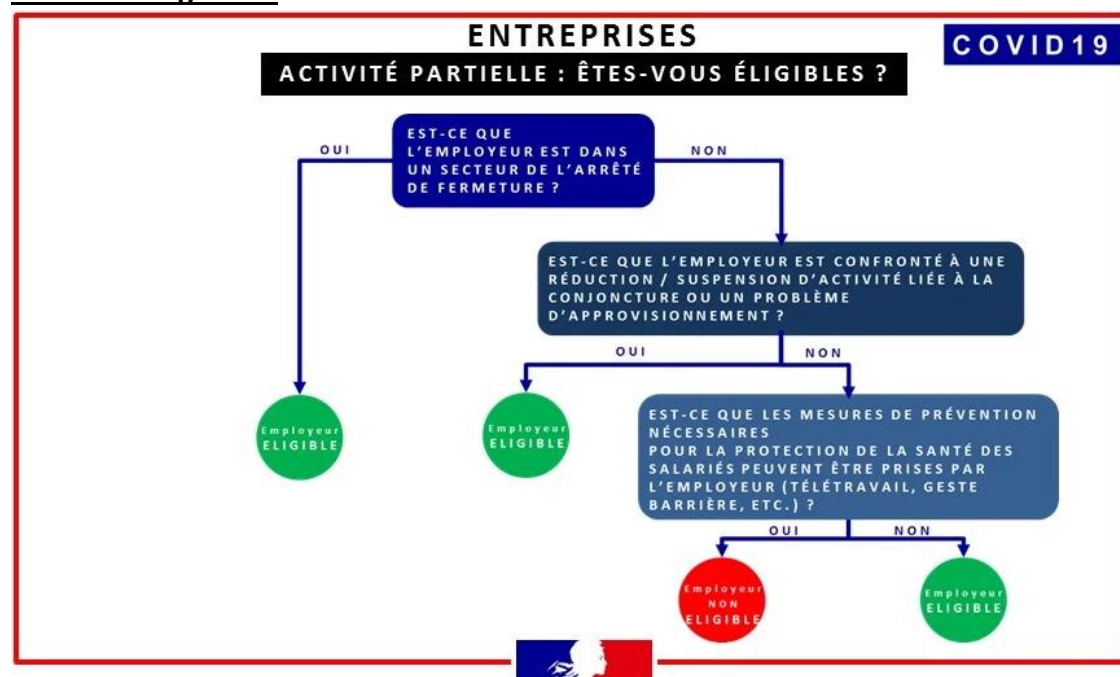 ENTREPRISES
COVID19
ACTIVITÉ PARTIELLE : ÊTES-VOUS ÉLIGIBLES ?
EST-CE QUE
L'EMPLOYEUR EST DANS
UN SECTEUR DE L'ARRÊTÉ
DE FERMETURE ?
OUI
NON
EST-CE QUE L'EMPLOYEUR EST CONFRONTÉ À UNE
RÉDUCTION / SUSPENSION D'ACTIVITÉ LIÉE À LA
CONJONCTURE OU UN PROBLÈME
D'APPROVISIONNEMENT ?
OUI
NON
Employeur
ELIGIBLE
Employeur
ELIGIBLE
EST-CE QUE LES MESURES DE PRÉVENTION
NÉCESSAIRES
POUR LA PROTECTION DE LA SANTÉ DES
SALARIÉS PEUVENT ÊTRE PRISES PAR
L'EMPLOYEUR (TÉLÉTRAVAIL, GESTE
BARRIÈRE, ETC.) ?
OUI
NON
Employeur
NON
ELIGIBLE
Employeur
ELIGIBLE